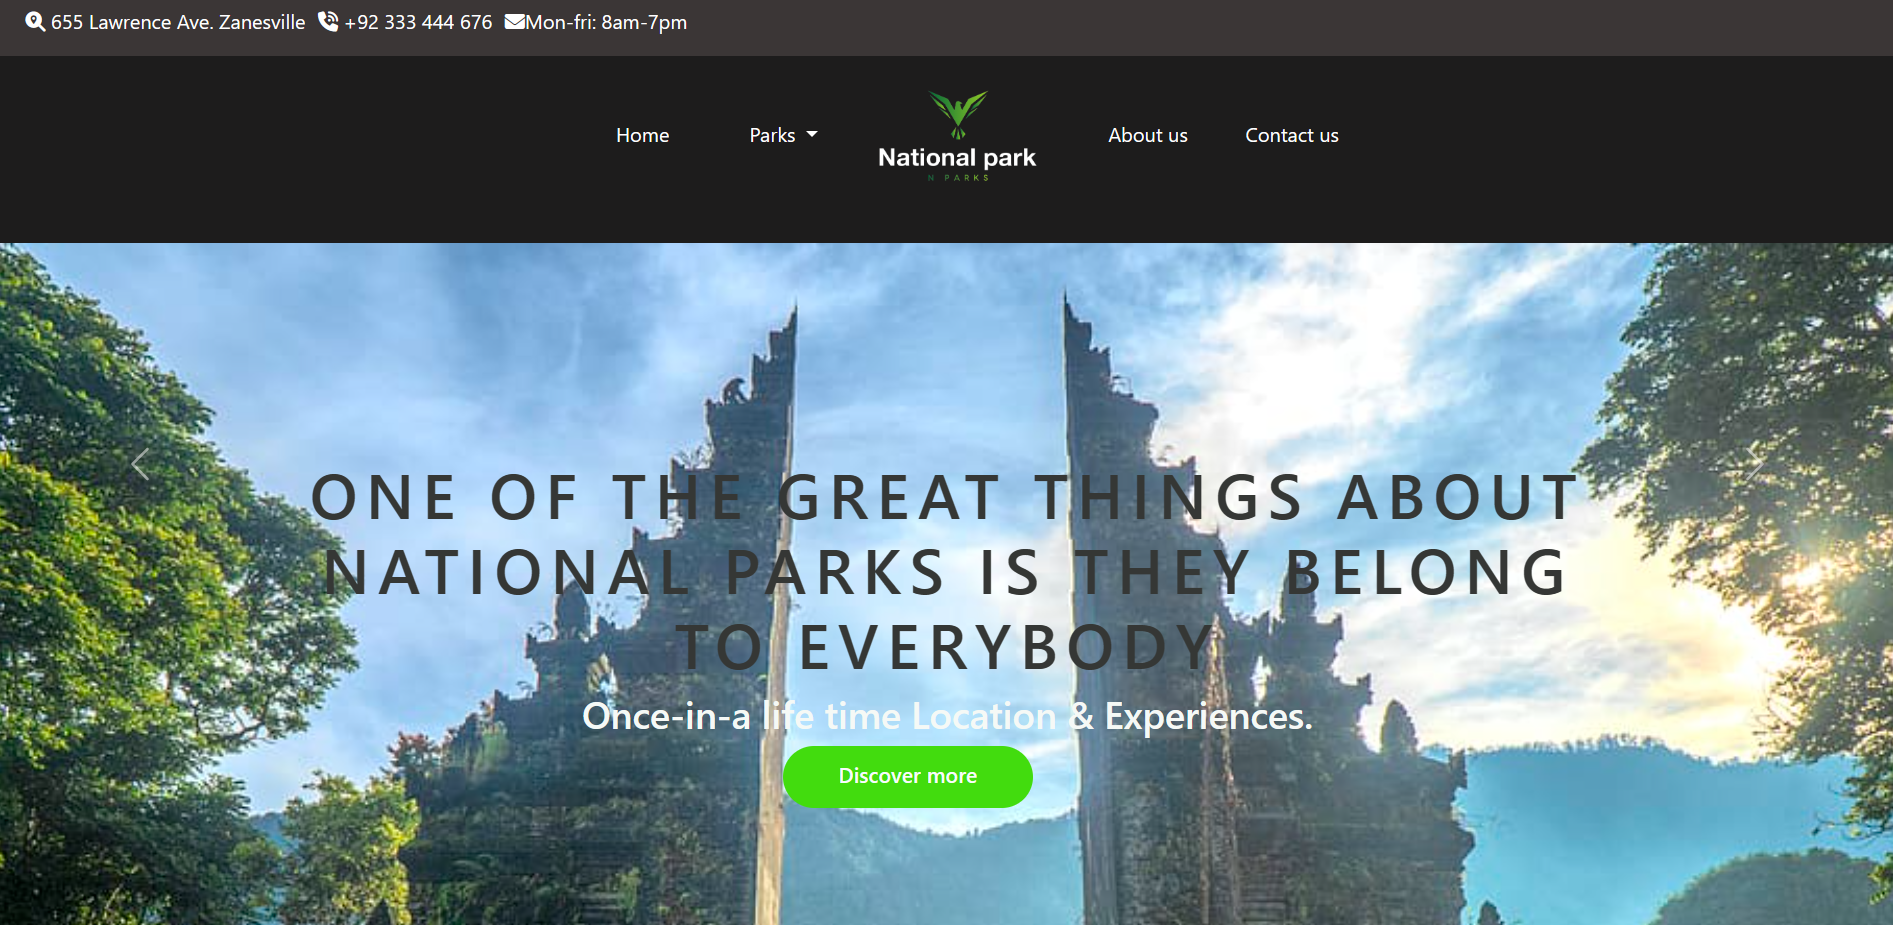 655 Lawrence Ave. Zanesville +92 333 444 676 Mon-fri: 8am-7pm
Home Parks National park About us Contact us
N PARKS
ONE OF THE GREAT THINGS ABOUT
NATIONAL PARKS IS THEY BELONG
TO EVERYBODY
Once-in-a life time Location & Experiences.
Discover more